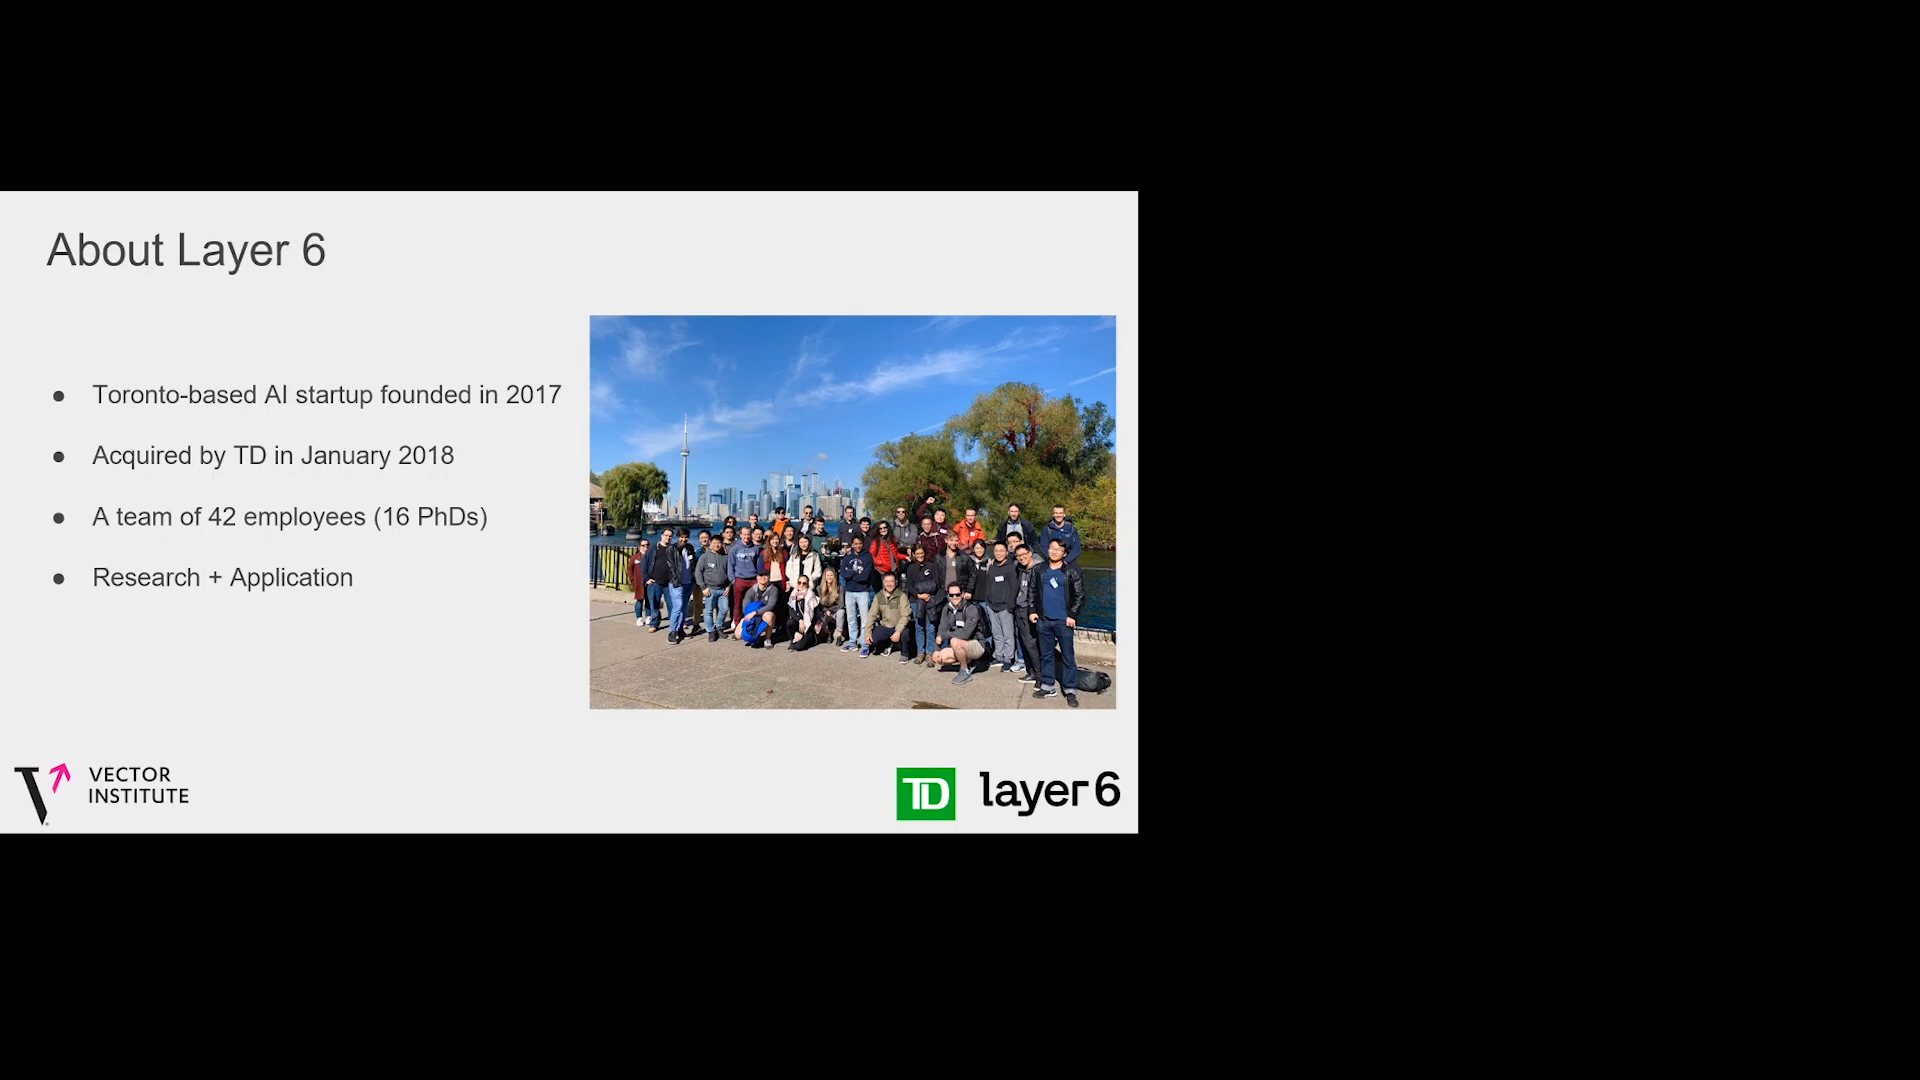 About Layer 6
● Toronto-based AI startup founded in 2017
● Acquired by TD in January 2018
● A team of 42 employees (16 PhDs)
● Research + Application
VECTOR
INSTITUTE
TD layer 6